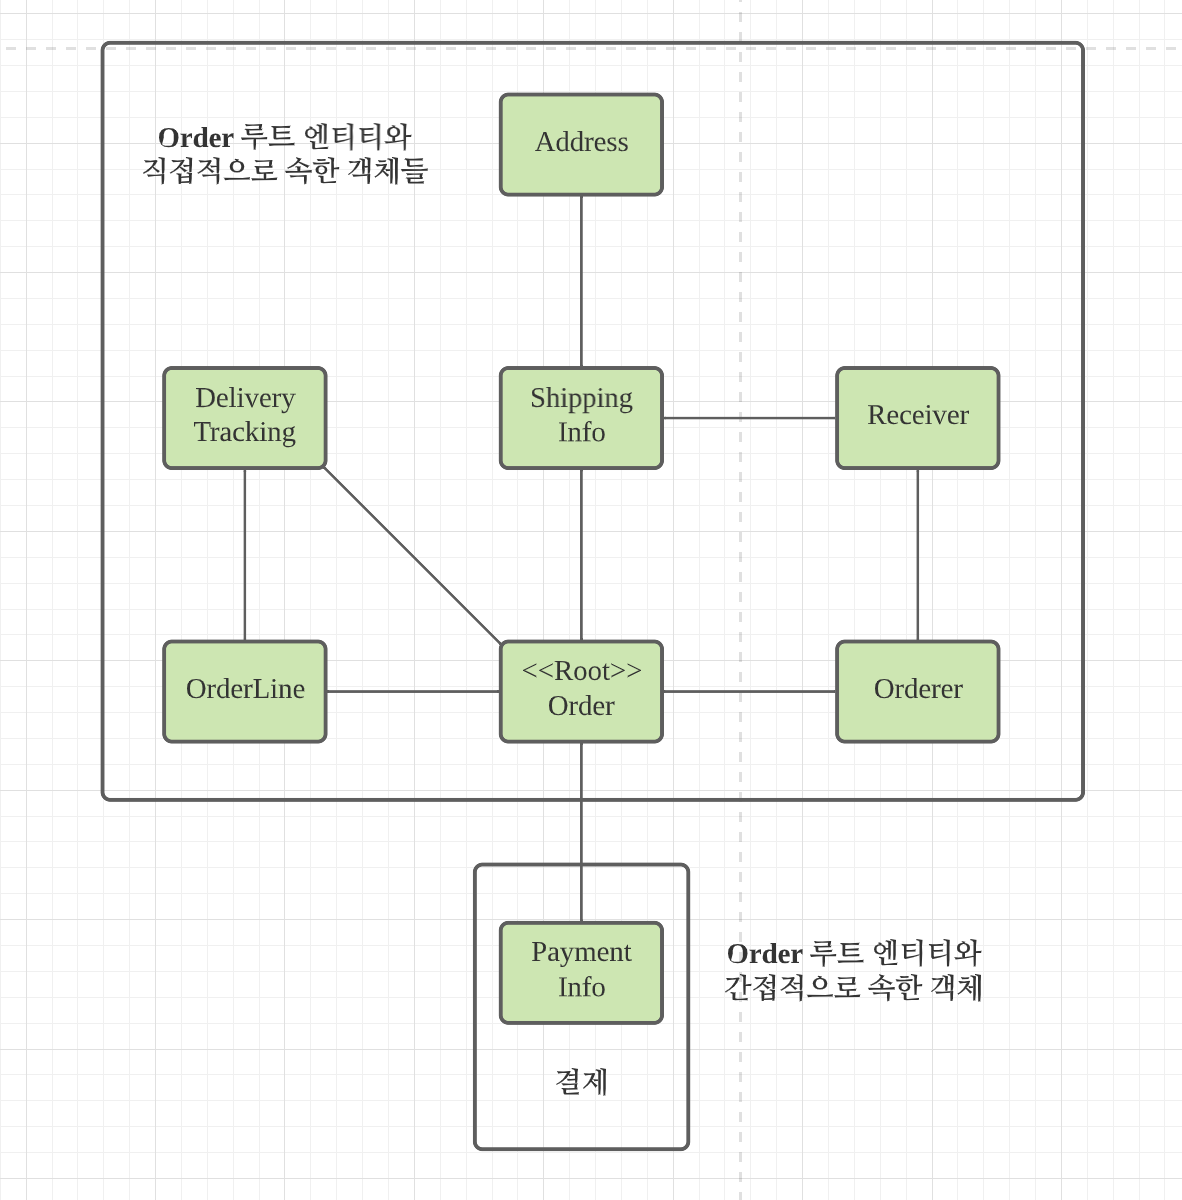 Order 루트 엔티티와
직접적으로 속한 객체들
Address
Delivery
Tracking
Shipping
Info
Receiver
OrderLine
<<Root>>
Order
Orderer
Payment
Info
결제
Order 루트 엔티티와
간접적으로 속한 객체